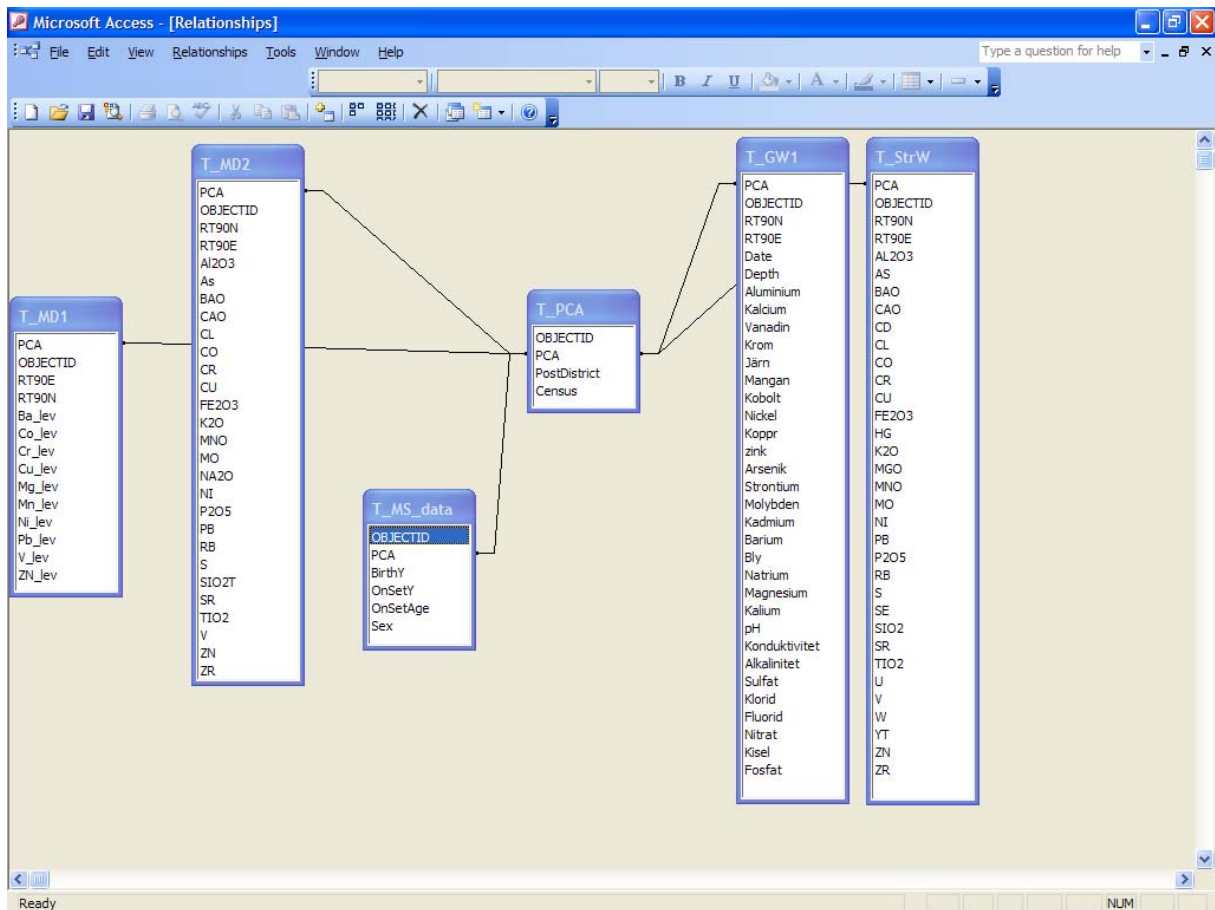 Microsoft Access - [Relationships]
File Edit View Relationships Tools Window Help
Type a question for help
B I U A
ABC
T_MD1
PCA
OBJECTID
RT90E
RT90N
Ba_lev
Co_lev
Cr_lev
Cu_lev
Mg_lev
Mn_lev
Ni_lev
Pb_lev
V_lev
ZN_lev
T_MD2
PCA
OBJECTID
RT90N
RT90E
Al2O3
As
BAO
CAO
CL
CO
CR
CU
FE2O3
K2O
MNO
MO
NA2O
NI
P2O5
PB
RB
S
SIO2T
SR
TIO2
V
ZN
ZR
T_MS_data
OBJECTID
PCA
BirthY
OnSetY
OnSetAge
Sex
T_PCA
OBJECTID
PCA
PostDistrict
Census
T_GW1
PCA
OBJECTID
RT90N
RT90E
Date
Depth
Aluminium
Kalcium
Vanadin
Krom
Järn
Mangan
Kobolt
Nickel
Koppr
zink
Arsenik
Strontium
Molybden
Kadmium
Barium
Bly
Natrium
Magnesium
Kalium
pH
Konduktivitet
Alkalinitet
Sulfat
Klorid
Fluorid
Nitrat
Kisel
Fosfat
T_StrW
PCA
OBJECTID
RT90N
RT90E
AL2O3
AS
BAO
CAO
CD
CL
CO
CR
CU
FE2O3
HG
K2O
MGO
MNO
MO
NI
PB
P2O5
RB
S
SE
SIO2
SR
TIO2
U
V
W
YT
ZN
ZR
Ready
NUM